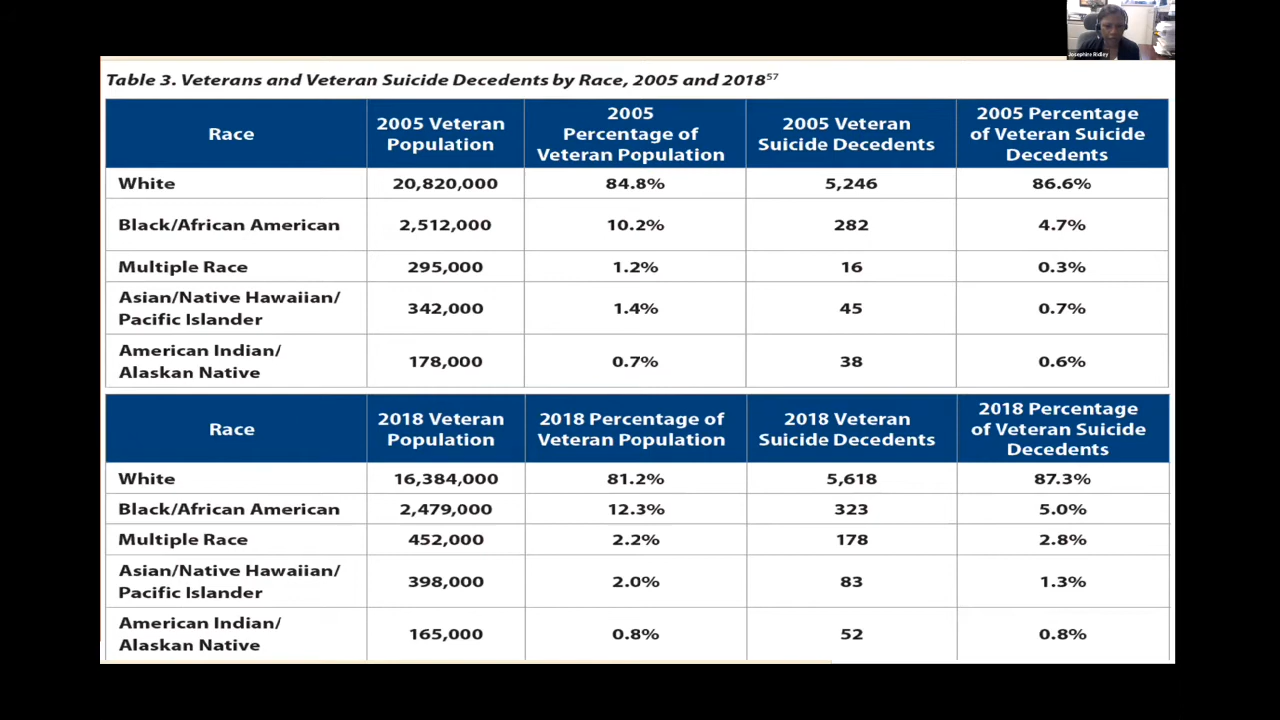 Josephine Ridley
Table 3. Veterans and Veteran Suicide Decedents by Race, 2005 and 2018⁵⁷
Race
2005 Veteran
Population
2005
Percentage of
Veteran Population
2005 Veteran
Suicide Decedents
2005 Percentage
of Veteran Suicide
Decedents
White 20,820,000 84.8% 5,246 86.6%
Black/African American 2,512,000 10.2% 282 4.7%
Multiple Race 295,000 1.2% 16 0.3%
Asian/Native Hawaiian/
Pacific Islander 342,000 1.4% 45 0.7%
American Indian/
Alaskan Native 178,000 0.7% 38 0.6%
Race
2018 Veteran
Population
2018 Percentage of
Veteran Population
2018 Veteran
Suicide Decedents
2018 Percentage
of Veteran Suicide
Decedents
White 16,384,000 81.2% 5,618 87.3%
Black/African American 2,479,000 12.3% 323 5.0%
Multiple Race 452,000 2.2% 178 2.8%
Asian/Native Hawaiian/
Pacific Islander 398,000 2.0% 83 1.3%
American Indian/
Alaskan Native 165,000 0.8% 52 0.8%